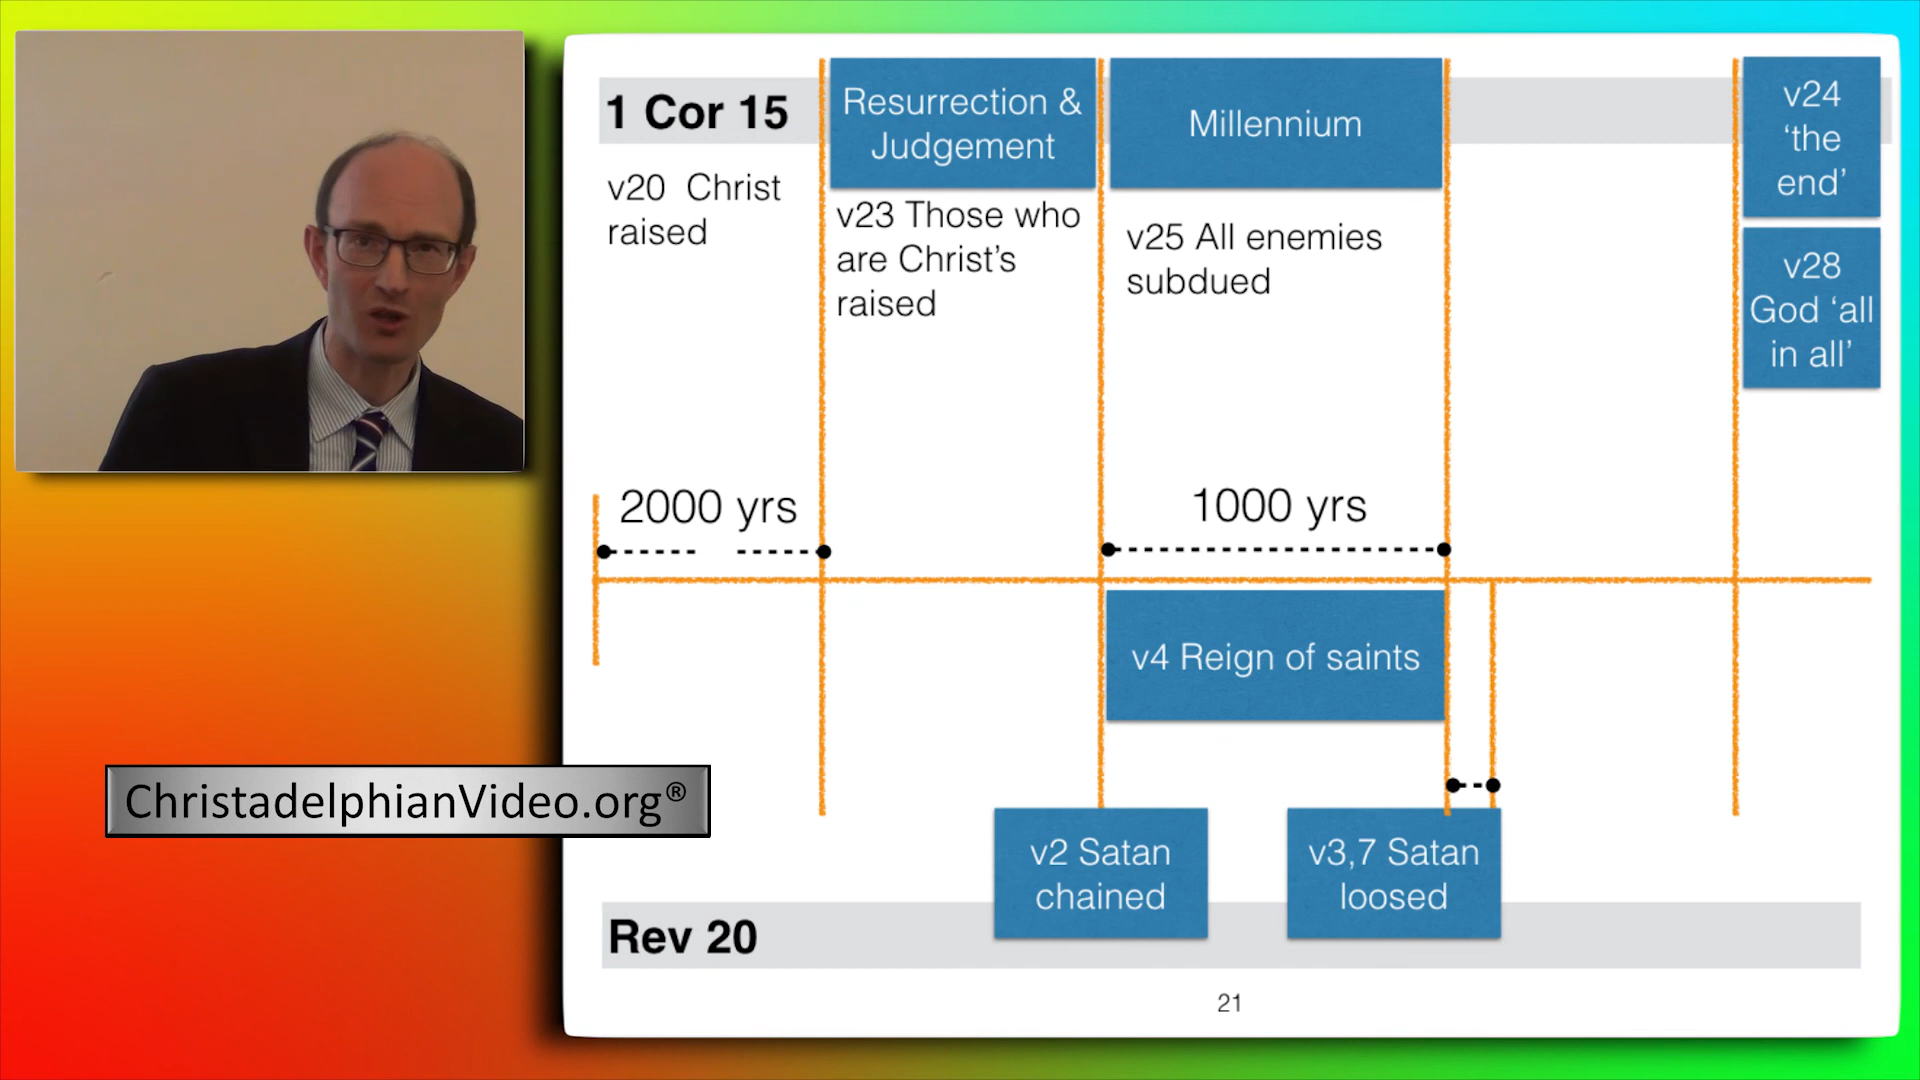 1 Cor 15
Resurrection &
Judgement
Millennium
v24
‘the
end’
v20  Christ
raised
v23 Those who
are Christ’s
raised
v25 All enemies
subdued
v28
God ‘all
in all’
2000 yrs
1000 yrs
v4 Reign of saints
ChristadelphianVideo.org®
v2 Satan
chained
v3,7 Satan
loosed
Rev 20
21